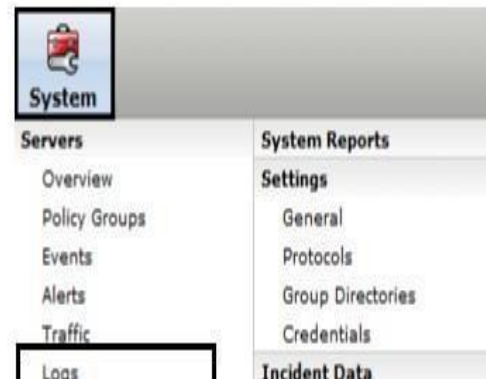 System
Servers
Overview
Policy Groups
Events
Alerts
Traffic
Logs
System Reports
Settings
General
Protocols
Group Directories
Credentials
Incident Data